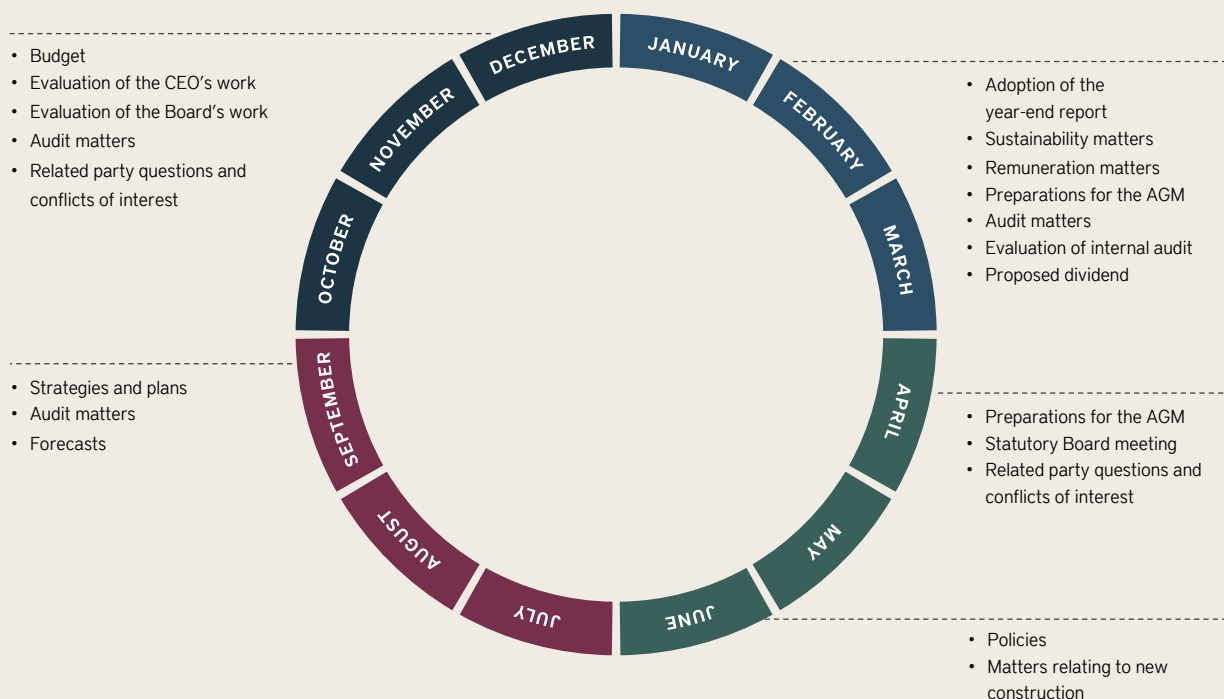 JANUARY
FEBRUARY
MARCH
APRIL
MAY
JUNE
JULY
AUGUST
SEPTEMBER
OCTOBER
NOVEMBER
DECEMBER
• Budget
• Evaluation of the CEO's work
• Evaluation of the Board's work
• Audit matters
• Related party questions and
conflicts of interest
• Adoption of the
year-end report
• Sustainability matters
• Remuneration matters
• Preparations for the AGM
• Audit matters
• Evaluation of internal audit
• Proposed dividend
• Strategies and plans
• Audit matters
• Forecasts
• Preparations for the AGM
• Statutory Board meeting
• Related party questions and
conflicts of interest
• Policies
• Matters relating to new
construction